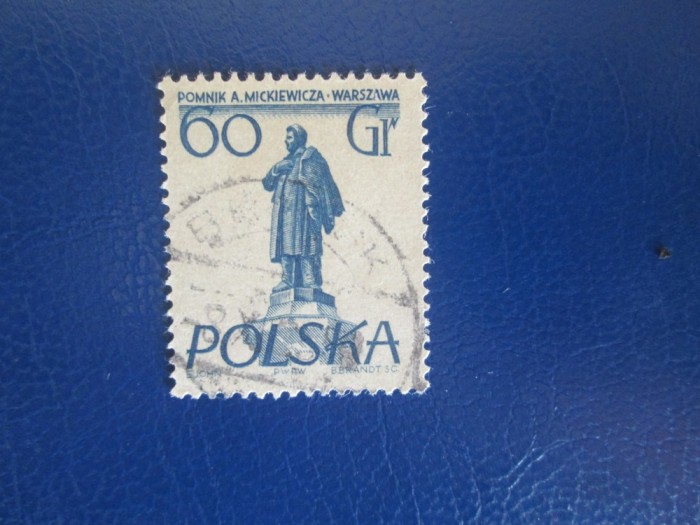 POMNIK A. MICKIEWICZA · WARSZAWA
60 Gr
POLSKA
PWPW B.BRANDT SC.